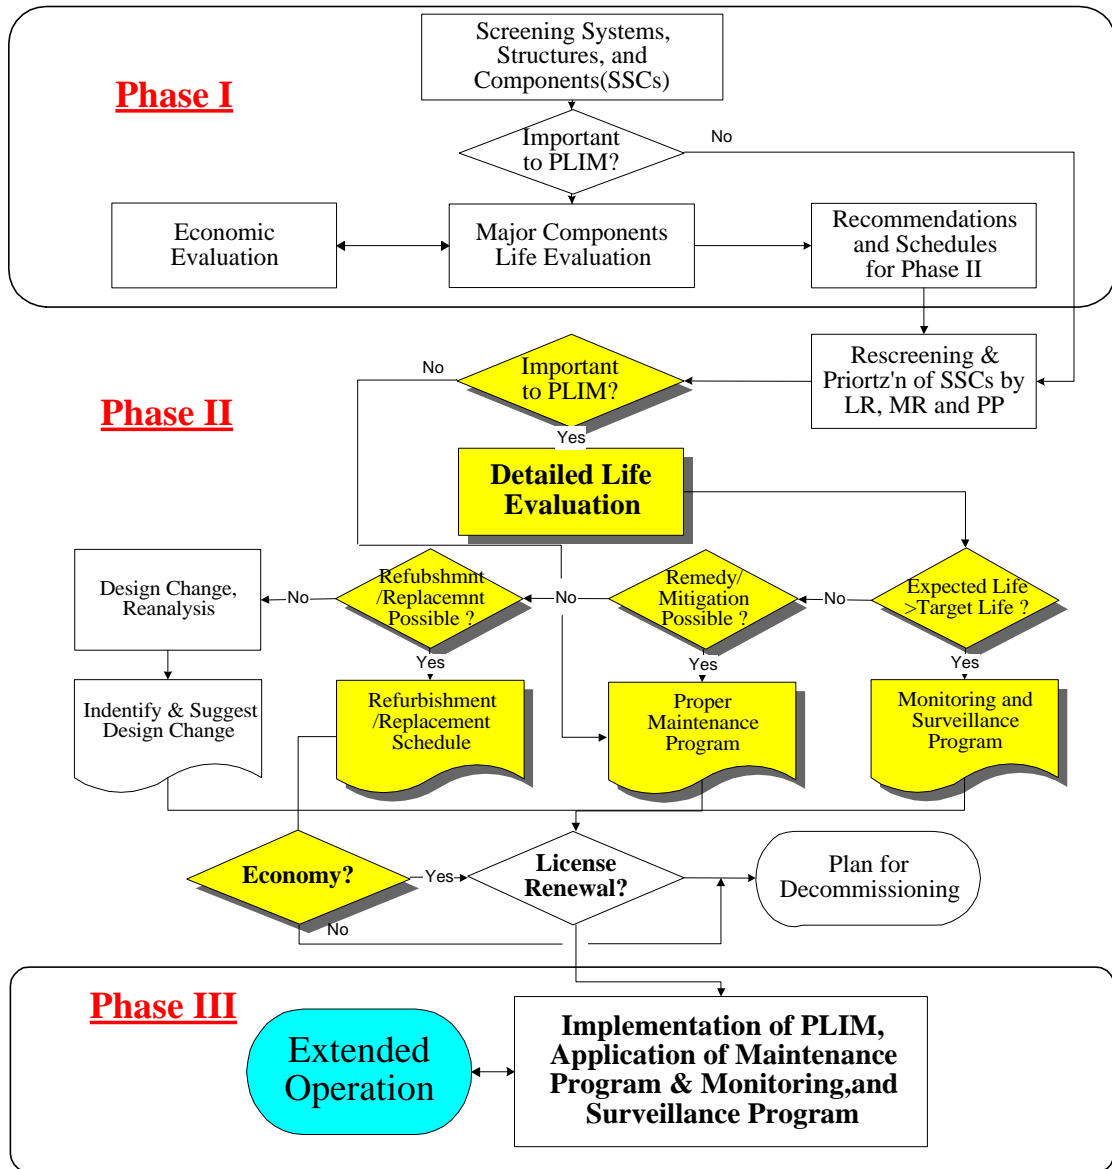 Screening Systems,
Structures, and
Components(SSCs)
Phase I
Important
to PLIM?
No
Economic
Evaluation
Major Components
Life Evaluation
Recommendations
and Schedules
for Phase II
Phase II
No
Important
to PLIM?
Rescreening &
Priortz'n of SSCs by
LR, MR and PP
Yes
Detailed Life
Evaluation
Design Change,
Reanalysis
No
Refubshmnt
/Replacemnt
Possible ?
No
Remedy/
Mitigation
Possible ?
No
Expected Life
>Target Life ?
Yes
Yes
Yes
Indentify & Suggest
Design Change
Refurbishment
/Replacement
Schedule
Proper
Maintenance
Program
Monitoring and
Surveillance
Program
Economy?
Yes
License
Renewal?
Plan for
Decommissioning
No
Phase III
Extended
Operation
Implementation of PLIM,
Application of Maintenance
Program & Monitoring,and
Surveillance Program